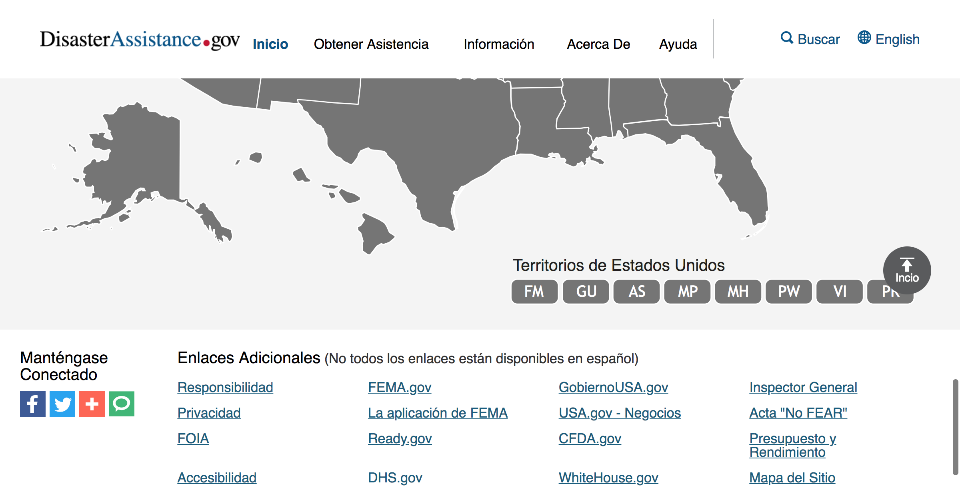 DisasterAssistance.gov
Inicio
Obtener Asistencia
Información
Acerca De
Ayuda
Buscar
English
Territorios de Estados Unidos
FM GU AS MP MH PW VI PR
Incio
Manténgase
Conectado
Enlaces Adicionales (No todos los enlaces están disponibles en español)
Responsibilidad
FEMA.gov
GobiernoUSA.gov
Inspector General
Privacidad
La aplicación de FEMA
USA.gov - Negocios
Acta "No FEAR"
FOIA
Ready.gov
CFDA.gov
Presupuesto y
Rendimiento
Accesibilidad
DHS.gov
WhiteHouse.gov
Mapa del Sitio